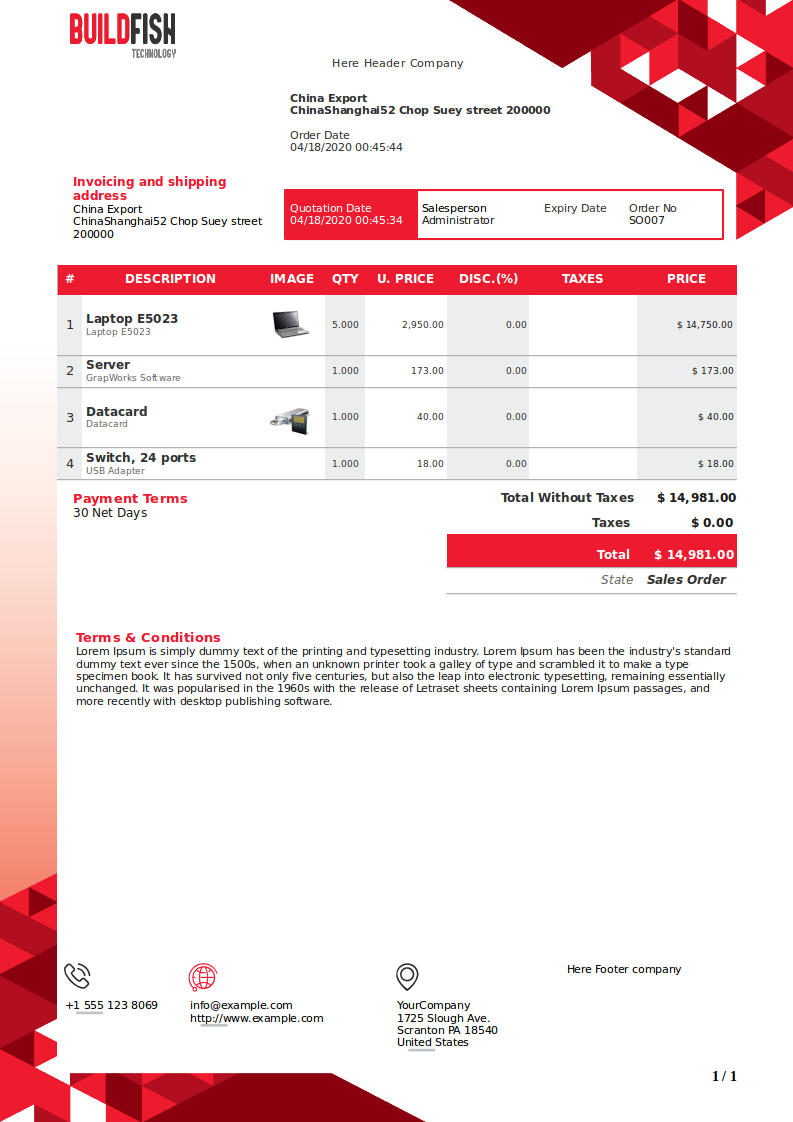 BUILDFISH
TECHNOLOGY
Here Header Company
China Export
ChinaShanghai52 Chop Suey street 200000
Order Date
04/18/2020 00:45:44
Invoicing and shipping
address
China Export
ChinaShanghai52 Chop Suey street
200000
Quotation Date Salesperson Expiry Date Order No
04/18/2020 00:45:34 Administrator SO007
# DESCRIPTION IMAGE QTY U. PRICE DISC.(%) TAXES PRICE
1 Laptop E5023 5.000 2,950.00 0.00 $ 14,750.00
Laptop E5023
2 Server 1.000 173.00 0.00 $ 173.00
GrapWorks Software
3 Datacard 1.000 40.00 0.00 $ 40.00
Datacard
4 Switch, 24 ports 1.000 18.00 0.00 $ 18.00
USB Adapter
Payment Terms
30 Net Days
Total Without Taxes $ 14,981.00
Taxes $ 0.00
Total $ 14,981.00
State Sales Order
Terms & Conditions
Lorem Ipsum is simply dummy text of the printing and typesetting industry. Lorem Ipsum has been the industry's standard
dummy text ever since the 1500s, when an unknown printer took a galley of type and scrambled it to make a type
specimen book. It has survived not only five centuries, but also the leap into electronic typesetting, remaining essentially
unchanged. It was popularised in the 1960s with the release of Letraset sheets containing Lorem Ipsum passages, and
more recently with desktop publishing software.
+1 555 123 8069
info@example.com
http://www.example.com
YourCompany
1725 Slough Ave.
Scranton PA 18540
United States
Here Footer company
1 / 1